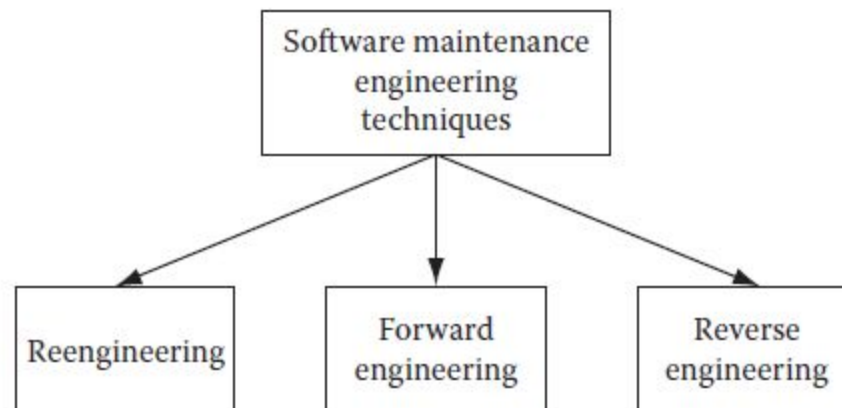 Software maintenance
engineering
techniques
Reengineering
Forward
engineering
Reverse
engineering